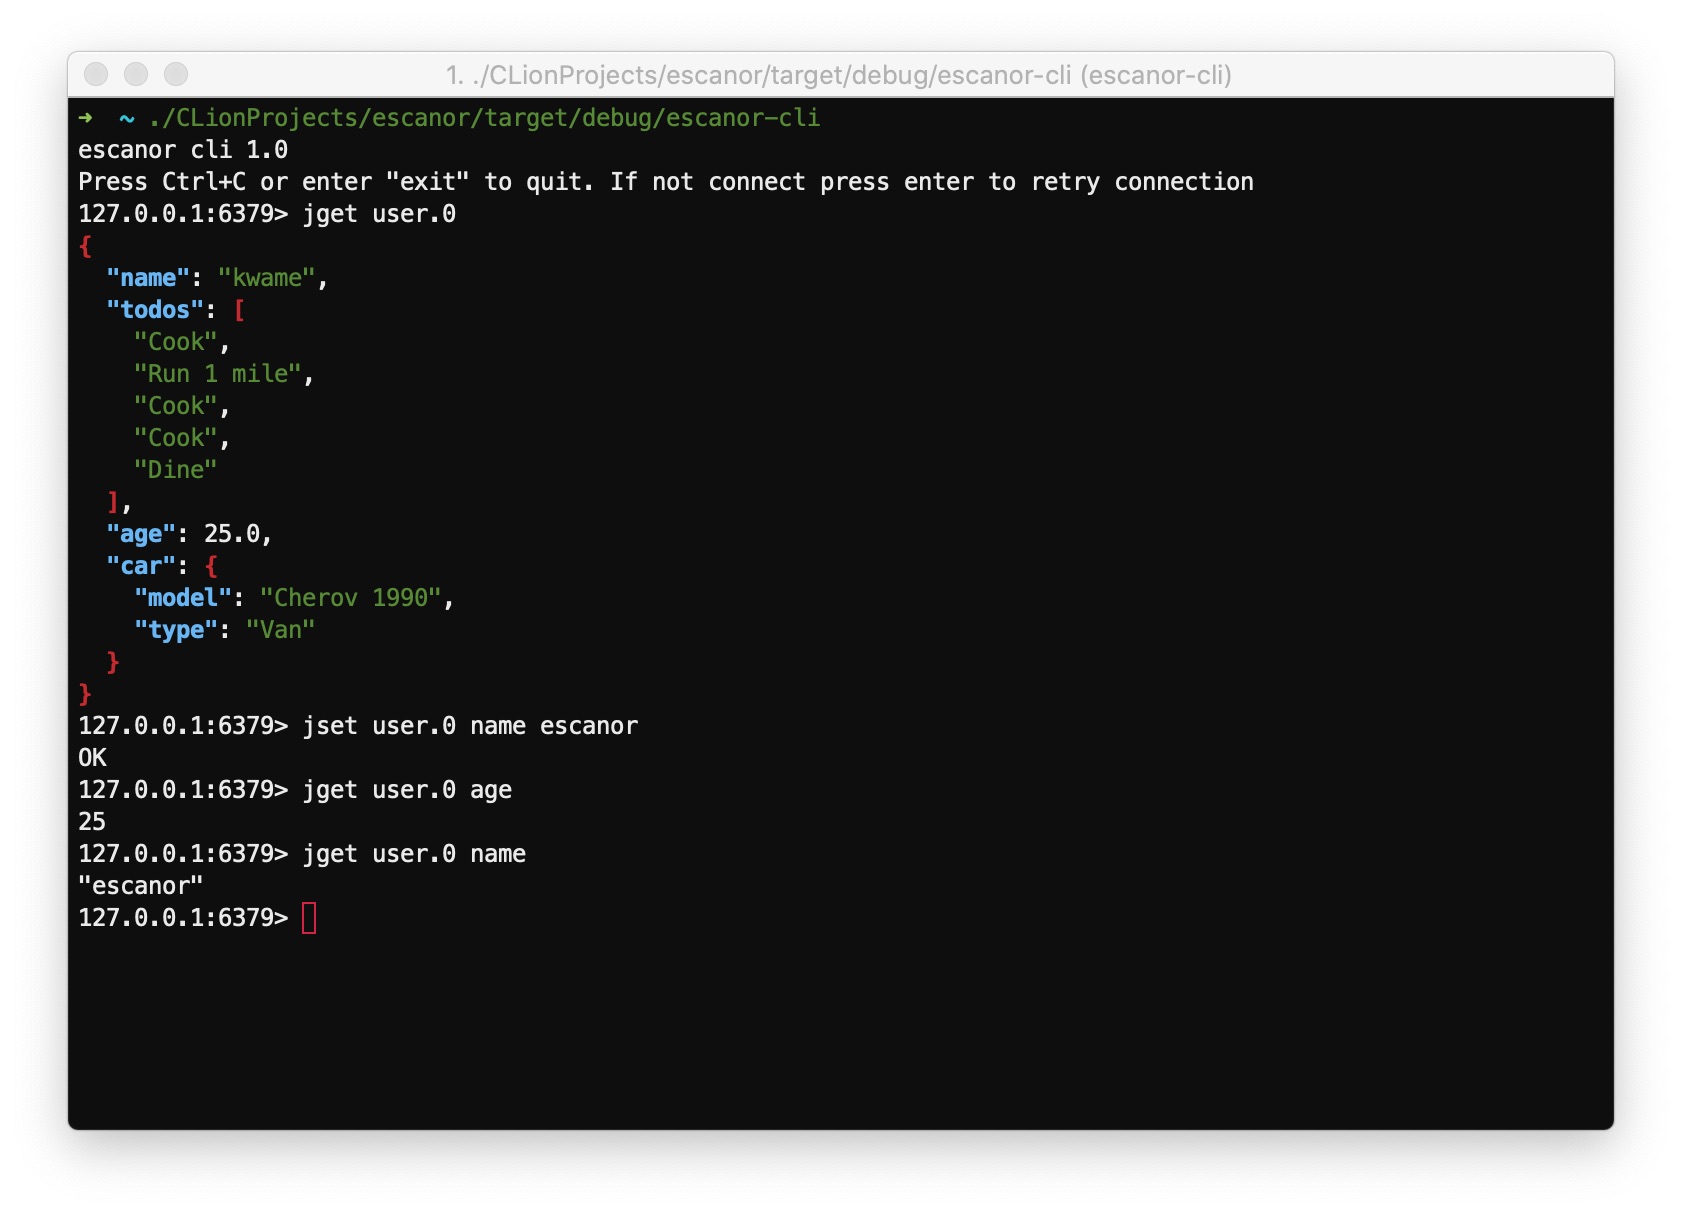 1. ./CLionProjects/escanor/target/debug/escanor-cli (escanor-cli)
➜  ~ ./CLionProjects/escanor/target/debug/escanor-cli
escanor cli 1.0
Press Ctrl+C or enter "exit" to quit. If not connect press enter to retry connection
127.0.0.1:6379> jget user.0
{
  "name": "kwame",
  "todos": [
    "Cook",
    "Run 1 mile",
    "Cook",
    "Cook",
    "Dine"
  ],
  "age": 25.0,
  "car": {
    "model": "Cherov 1990",
    "type": "Van"
  }
}
127.0.0.1:6379> jset user.0 name escanor
OK
127.0.0.1:6379> jget user.0 age
25
127.0.0.1:6379> jget user.0 name
"escanor"
127.0.0.1:6379>